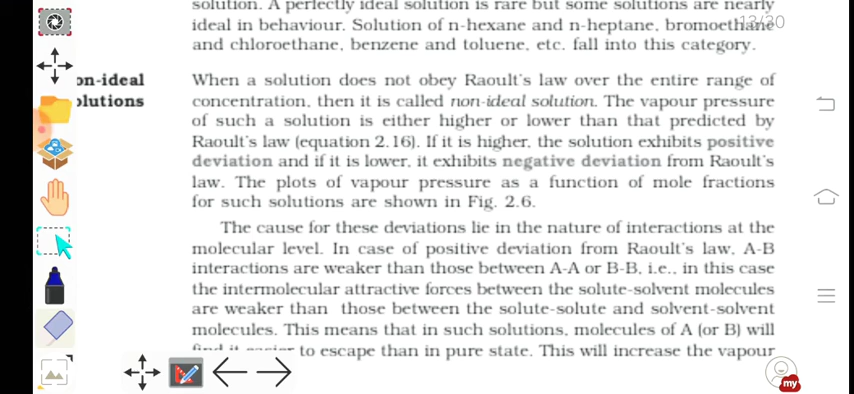 solution. A perfectly ideal solution is rare but some solutions are nearly
ideal in behaviour. Solution of n-hexane and n-heptane, bromoethane
13/30
and chloroethane, benzene and toluene, etc. fall into this category.
on-ideal
olutions
When a solution does not obey Raoult's law over the entire range of
concentration, then it is called non-ideal solution. The vapour pressure
of such a solution is either higher or lower than that predicted by
Raoult's law (equation 2.16). If it is higher, the solution exhibits positive
deviation and if it is lower, it exhibits negative deviation from Raoult's
law. The plots of vapour pressure as a function of mole fractions
for such solutions are shown in Fig. 2.6.
The cause for these deviations lie in the nature of interactions at the
molecular level. In case of positive deviation from Raoult's law, A-B
interactions are weaker than those between A-A or B-B, i.e., in this case
the intermolecular attractive forces between the solute-solvent molecules
are weaker than those between the solute-solute and solvent-solvent
molecules. This means that in such solutions, molecules of A (or B) will
to escape than in pure state. This will increase the vapour
my